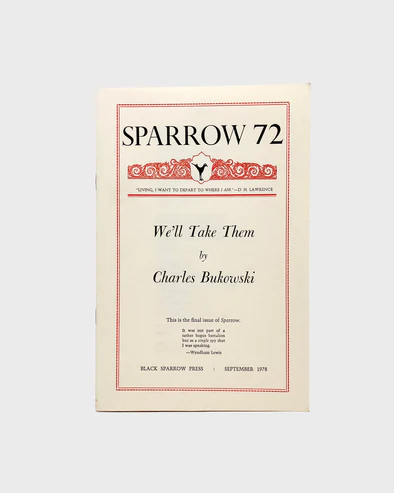 SPARROW 72
"LIVING, I WANT TO DEPART TO WHERE I AM."—D. H. LAWRENCE
We'll Take Them
by
Charles Bukowski
This is the final issue of Sparrow.
It was not part of a
rather bogus battalion
but as a single spy that
I was speaking.
—Wyndham Lewis
BLACK SPARROW PRESS : SEPTEMBER 1978